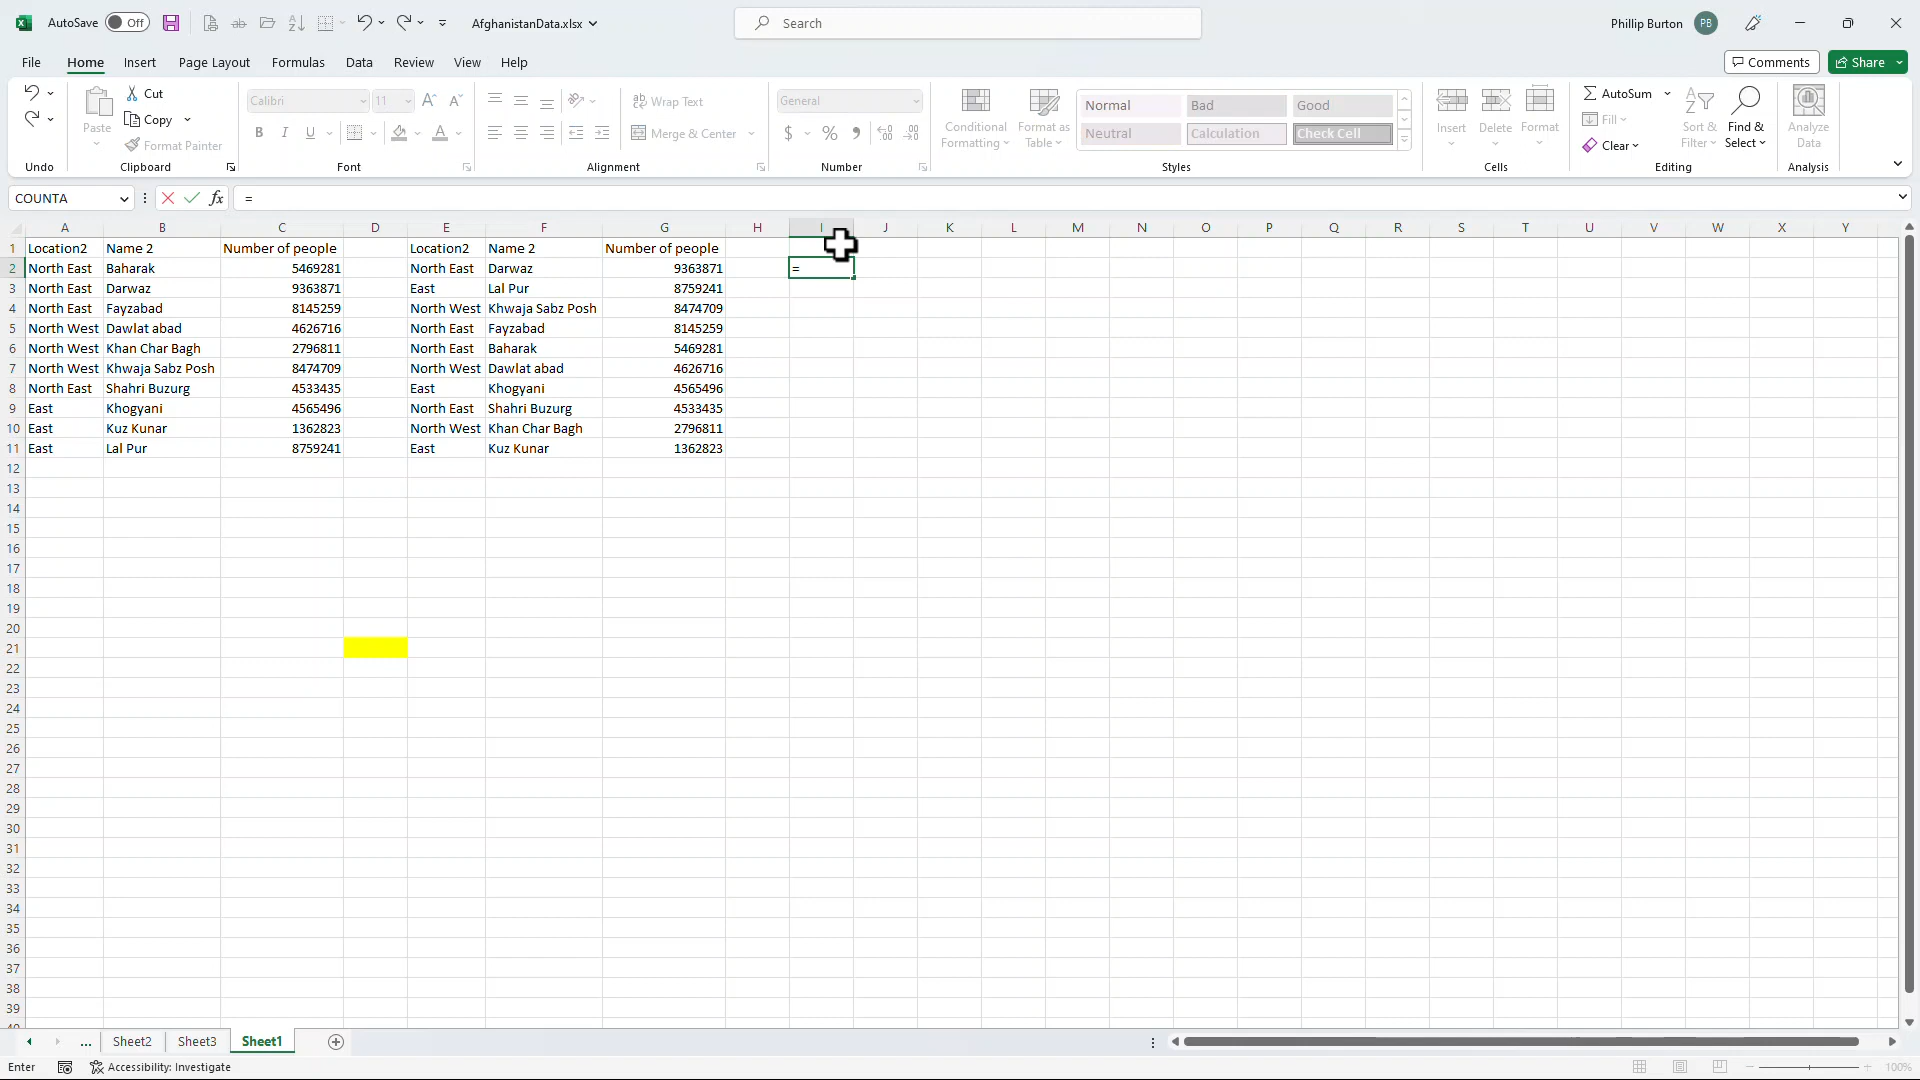 AutoSave Off AfghanistanData.xlsx Search Phillip Burton PB
File Home Insert Page Layout Formulas Data Review View Help Comments Share
Paste Cut Copy Format Painter
Calibri 11 B I U A
Wrap Text Merge & Center
General $ % 9
Conditional Formatting Format as Table
Normal Bad Good
Neutral Calculation Check Cell
Insert Delete Format
AutoSum Fill Clear
Sort & Filter Find & Select Analyze Data
Undo Clipboard Font Alignment Number Styles Cells Editing Analysis
COUNTA fx =
A B C D E F G H I J K L M N O P Q R S T U V W X Y
1 Location2 Name 2 Number of people Location2 Name 2 Number of people
2 North East Baharak 5469281 North East Darwaz 9363871 =
3 North East Darwaz 9363871 East Lal Pur 8759241
4 North East Fayzabad 8145259 North West Khwaja Sabz Posh 8474709
5 North West Dawlat abad 4626716 North East Fayzabad 8145259
6 North West Khan Char Bagh 2796811 North East Baharak 5469281
7 North West Khwaja Sabz Posh 8474709 North West Dawlat abad 4626716
8 North East Shahri Buzurg 4533435 East Khogyani 4565496
9 East Khogyani 4565496 North East Shahri Buzurg 4533435
10 East Kuz Kunar 1362823 North West Khan Char Bagh 2796811
11 East Lal Pur 8759241 East Kuz Kunar 1362823
12
13
14
15
16
17
18
19
20
21
22
23
24
25
26
27
28
29
30
31
32
33
34
35
36
37
38
39
... Sheet2 Sheet3 Sheet1
Enter Accessibility: Investigate 100%